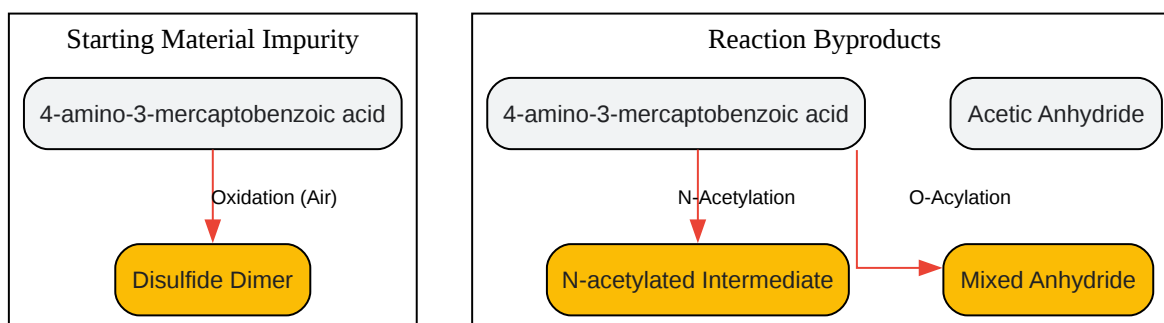 Starting Material Impurity
4-amino-3-mercaptobenzoic acid
Oxidation (Air)
Disulfide Dimer
Reaction Byproducts
4-amino-3-mercaptobenzoic acid
Acetic Anhydride
N-Acetylation
O-Acylation
N-acetylated Intermediate
Mixed Anhydride